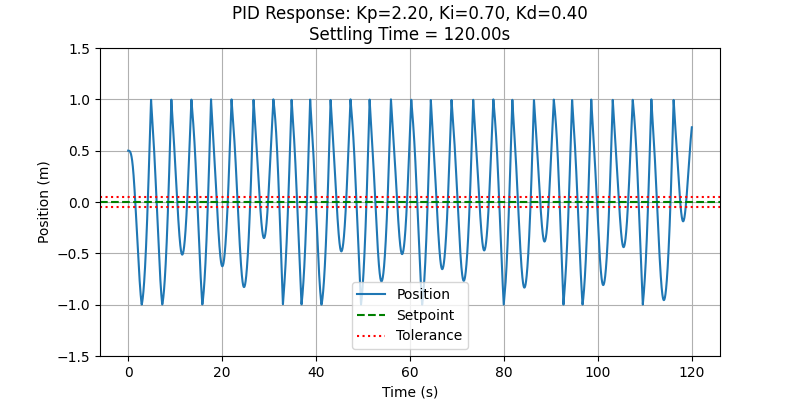 PID Response: Kp=2.20, Ki=0.70, Kd=0.40
Settling Time = 120.00s
1.5
1.0
0.5
0.0
−0.5
−1.0
−1.5
Position (m)
Position
Setpoint
Tolerance
0 20 40 60 80 100 120
Time (s)